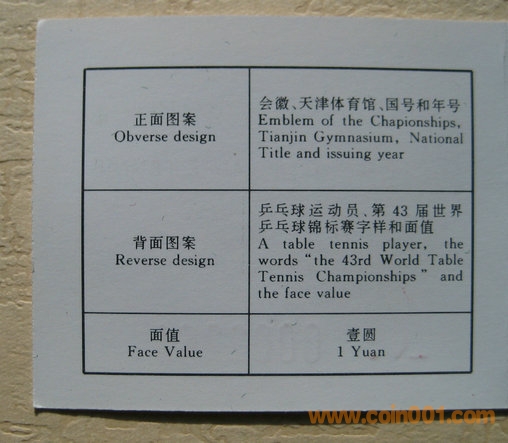 正面图案
Obverse design
会徽、天津体育馆、国号和年号
Emblem of the Chapionships,
Tianjin Gymnasium, National
Title and issuing year
背面图案
Reverse design
乒乓球运动员、第 43 届世界
乒乓球锦标赛字样和面值
A table tennis player, the
words “the 43rd World Table
Tennis Championships” and
the face value
面值
Face Value
壹圆
1 Yuan
www.coin001.com